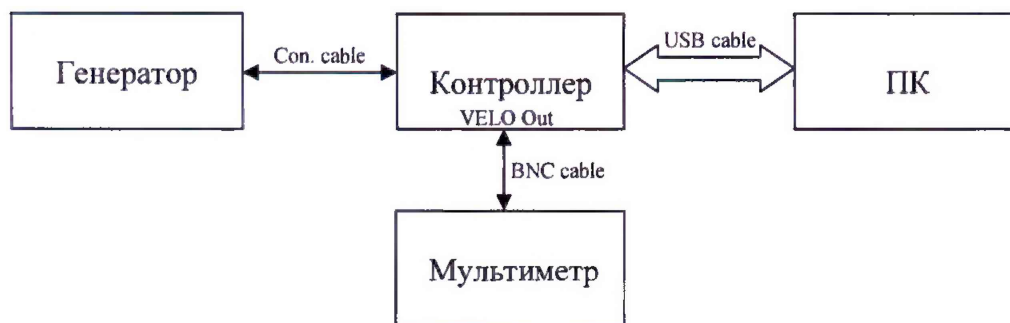 Генератор
Con. cable
Контроллер
VELO Out
USB cable
ПК
BNC cable
Мультиметр